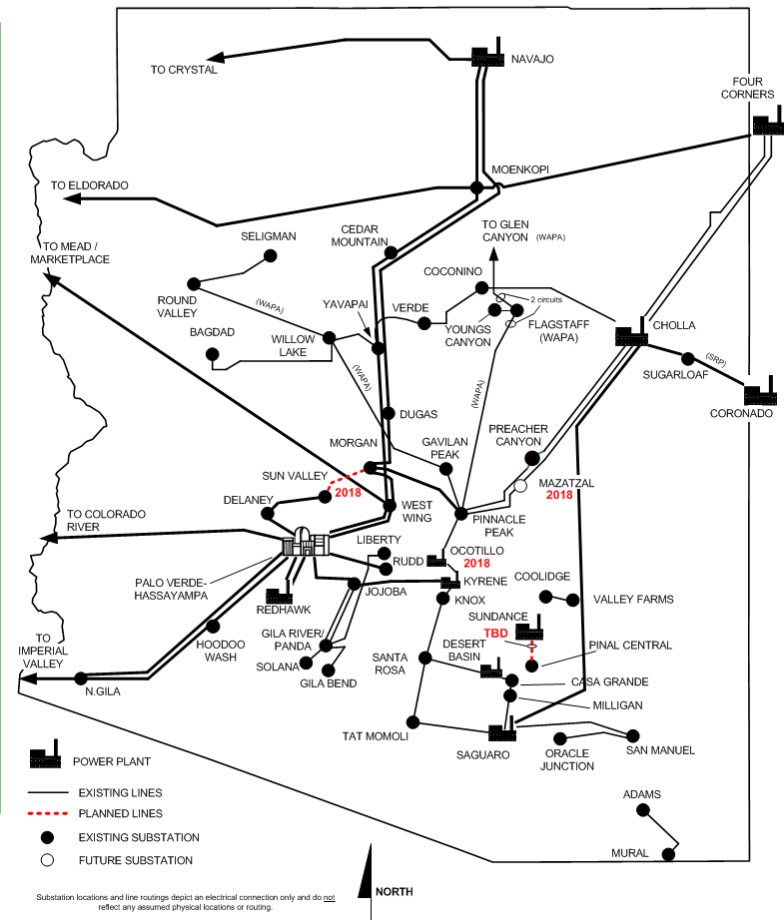 NAVAJO
TO CRYSTAL
FOUR
CORNERS
MOENKOPI
TO ELDORADO
CEDAR
MOUNTAIN
TO GLEN
CANYON (WAPA)
SELIGMAN
TO MEAD /
MARKETPLACE
COCONINO
2 circuits
ROUND
VALLEY
(WAPA)
YAVAPAI
VERDE
YOUNGS
CANYON
FLAGSTAFF
(WAPA)
CHOLLA
BAGDAD
WILLOW
LAKE
(WAPA)
(WAPA)
SUGARLOAF
(SRP)
CORONADO
DUGAS
PREACHER
CANYON
MORGAN
GAVILAN
PEAK
SUN VALLEY
2018
MAZATZAL
2018
DELANEY
WEST
WING
PINNACLE
PEAK
TO COLORADO
RIVER
LIBERTY
OCOTILLO
2018
RUDD
KYRENE
COOLIDGE
PALO VERDE-
HASSAYAMPA
REDHAWK
JOJOBA
KNOX
VALLEY FARMS
SUNDANCE
TBD
TO
IMPERIAL
VALLEY
HOODOO
WASH
GILA RIVER/
PANDA
DESERT
BASIN
PINAL CENTRAL
SOLANA
GILA BEND
SANTA
ROSA
CASA GRANDE
N.GILA
MILLIGAN
TAT MOMOLI
SAGUARO
ORACLE
JUNCTION
SAN MANUEL
POWER PLANT
EXISTING LINES
PLANNED LINES
EXISTING SUBSTATION
FUTURE SUBSTATION
ADAMS
MURAL
NORTH
Substation locations and line routings depict an electrical connection only and do not
reflect any assumed physical locations or routing.